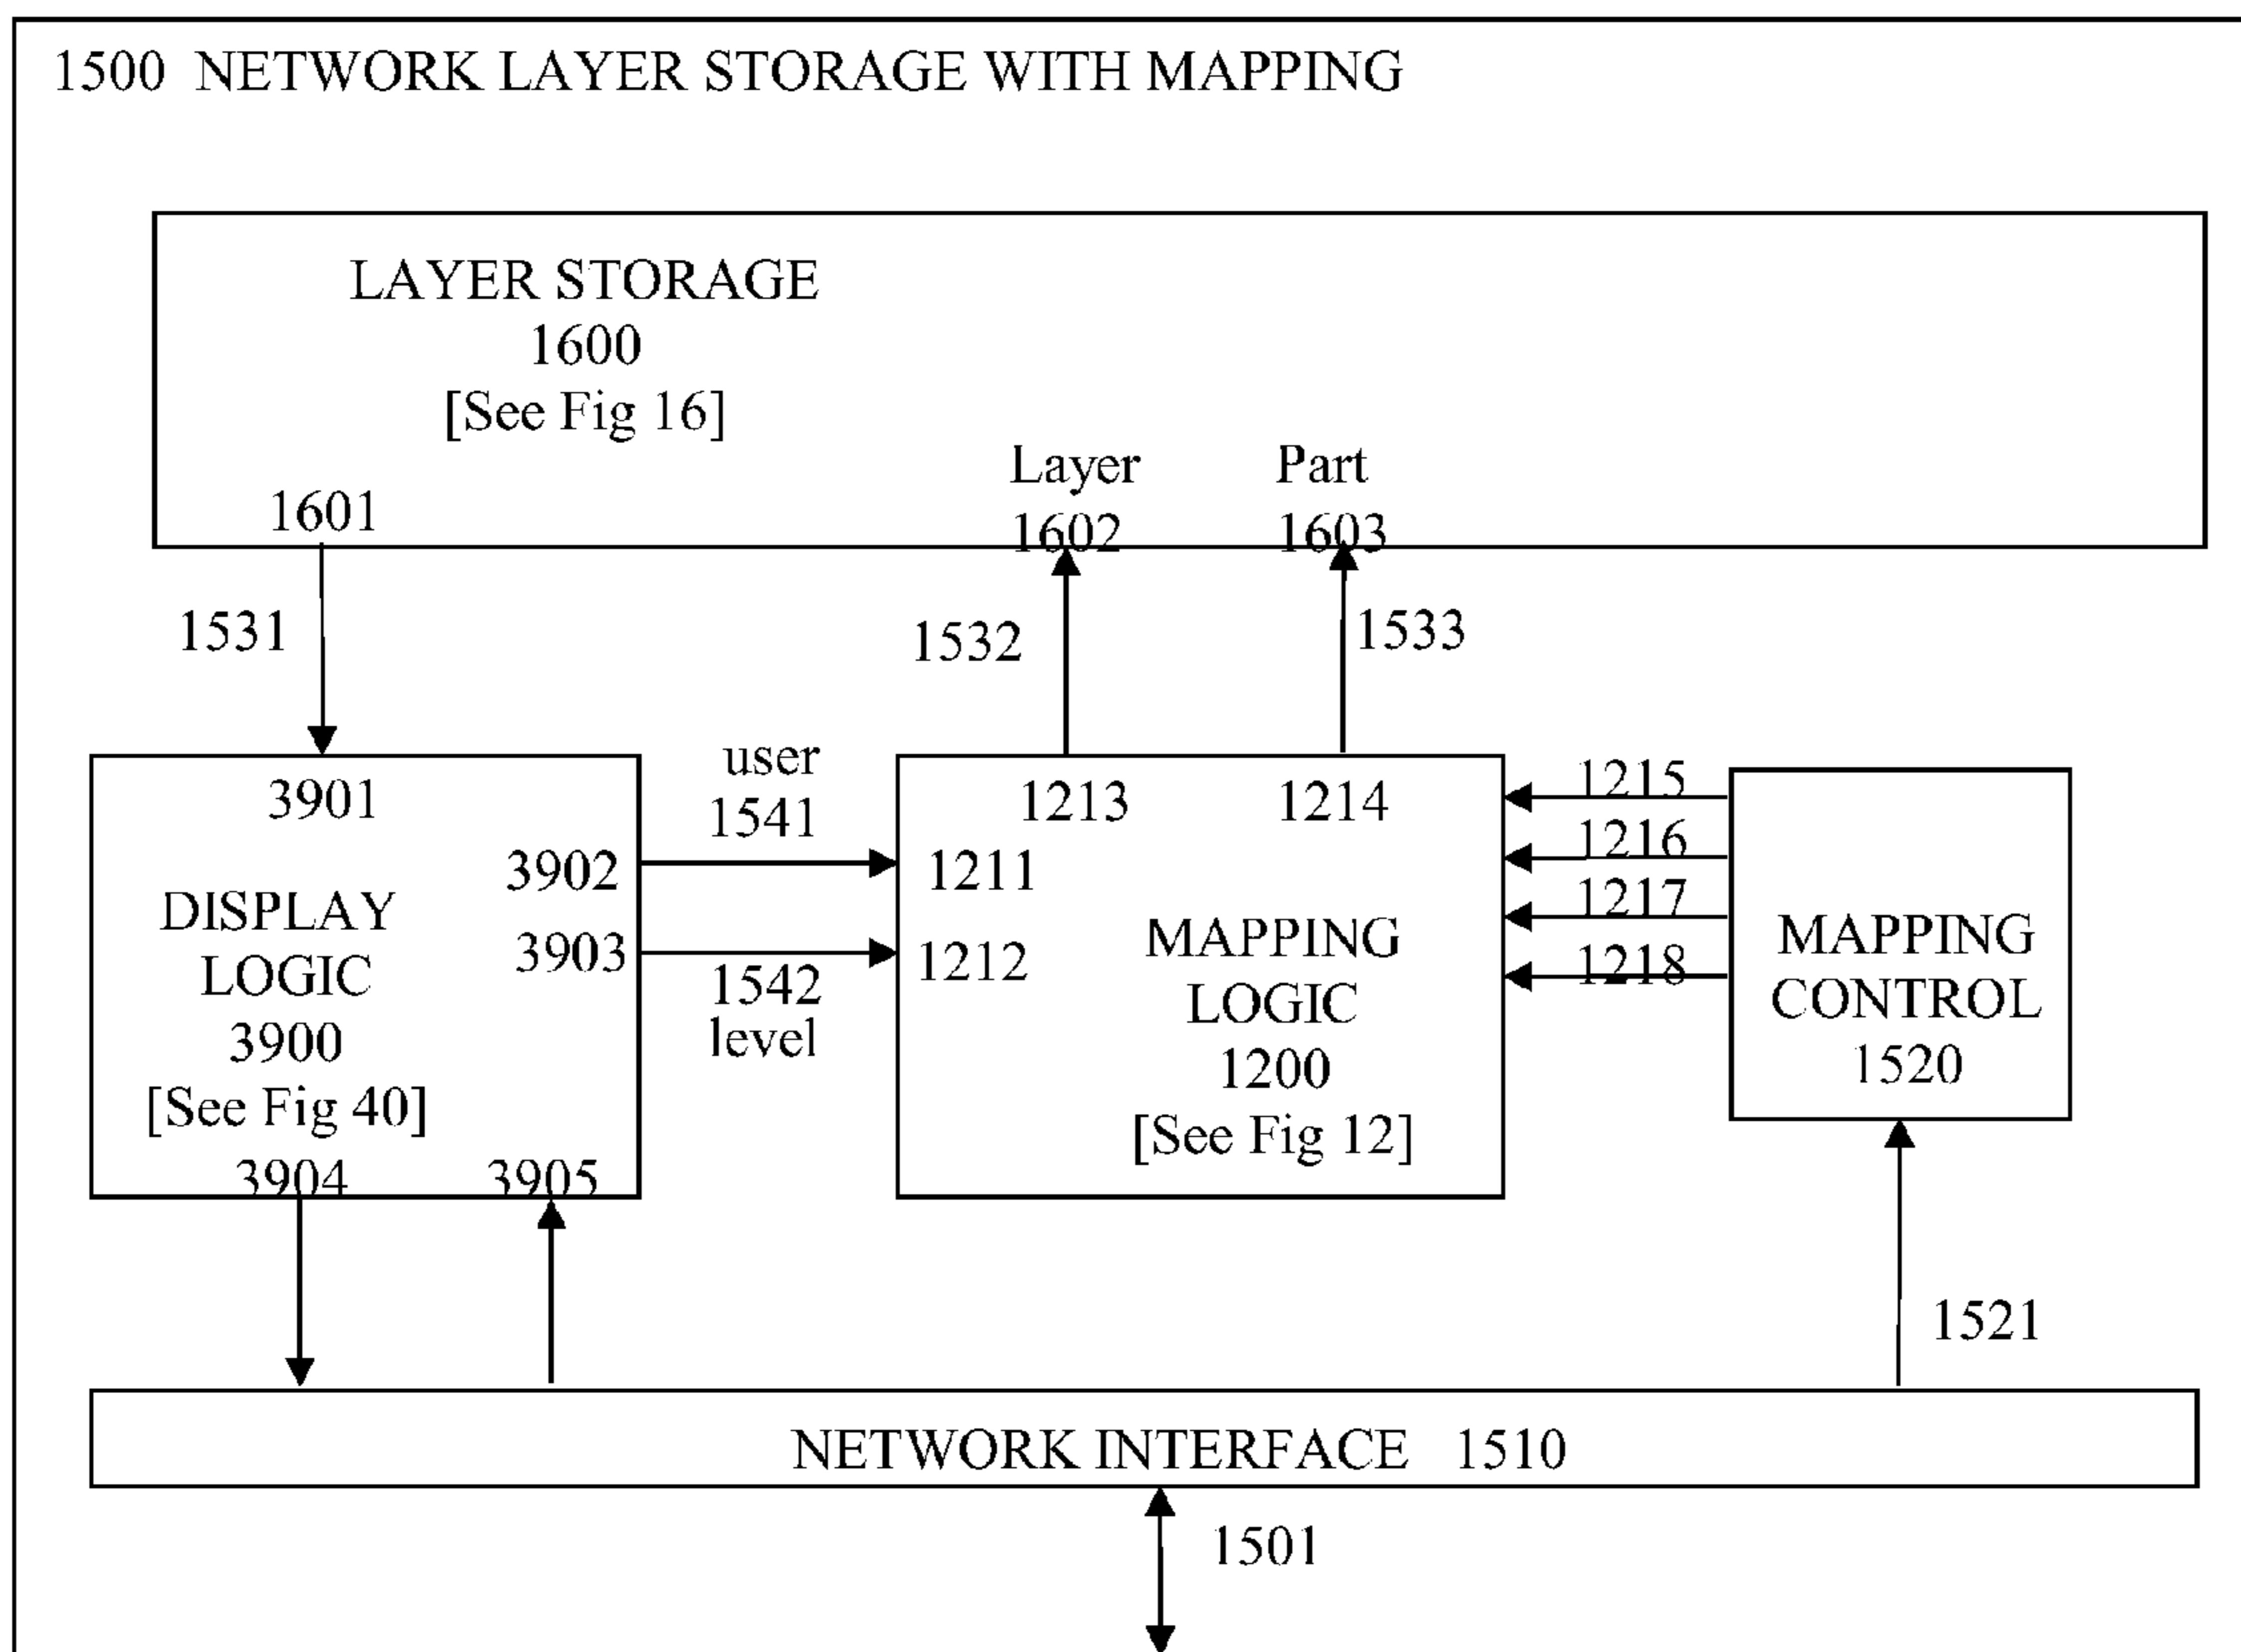 1500 NETWORK LAYER STORAGE WITH MAPPING
LAYER STORAGE
1600
[See Fig 16]
Layer
Part
1601
1602
1603
1531
1532
1533
user
1541
3901
3902
3903
DISPLAY
LOGIC
3900
[See Fig 40]
3904
3905
1542
level
1213
1214
1211
1212
MAPPING
LOGIC
1200
[See Fig 12]
1215
1216
1217
1218
MAPPING
CONTROL
1520
1521
NETWORK INTERFACE 1510
1501